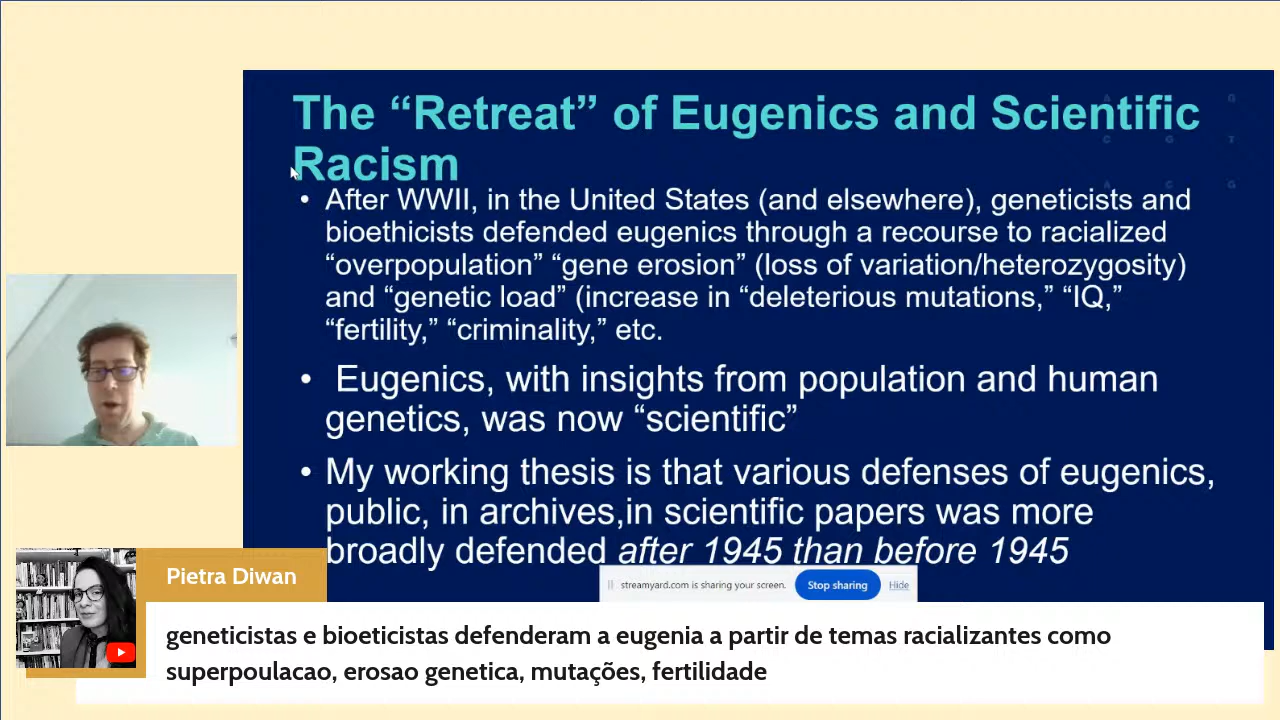 The “Retreat” of Eugenics and Scientific
Racism
• After WWII, in the United States (and elsewhere), geneticists and
bioethicists defended eugenics through a recourse to racialized
“overpopulation” “gene erosion” (loss of variation/heterozygosity)
and “genetic load” (increase in “deleterious mutations,” “IQ,”
“fertility,” “criminality,” etc.
• Eugenics, with insights from population and human
genetics, was now “scientific”
• My working thesis is that various defenses of eugenics,
public, in archives,in scientific papers was more
broadly defended after 1945 than before 1945
streamyard.com is sharing your screen. Stop sharing Hide
Pietra Diwan
geneticistas e bioeticistas defenderam a eugenia a partir de temas racializantes como
superpoulacao, erosao genetica, mutações, fertilidade